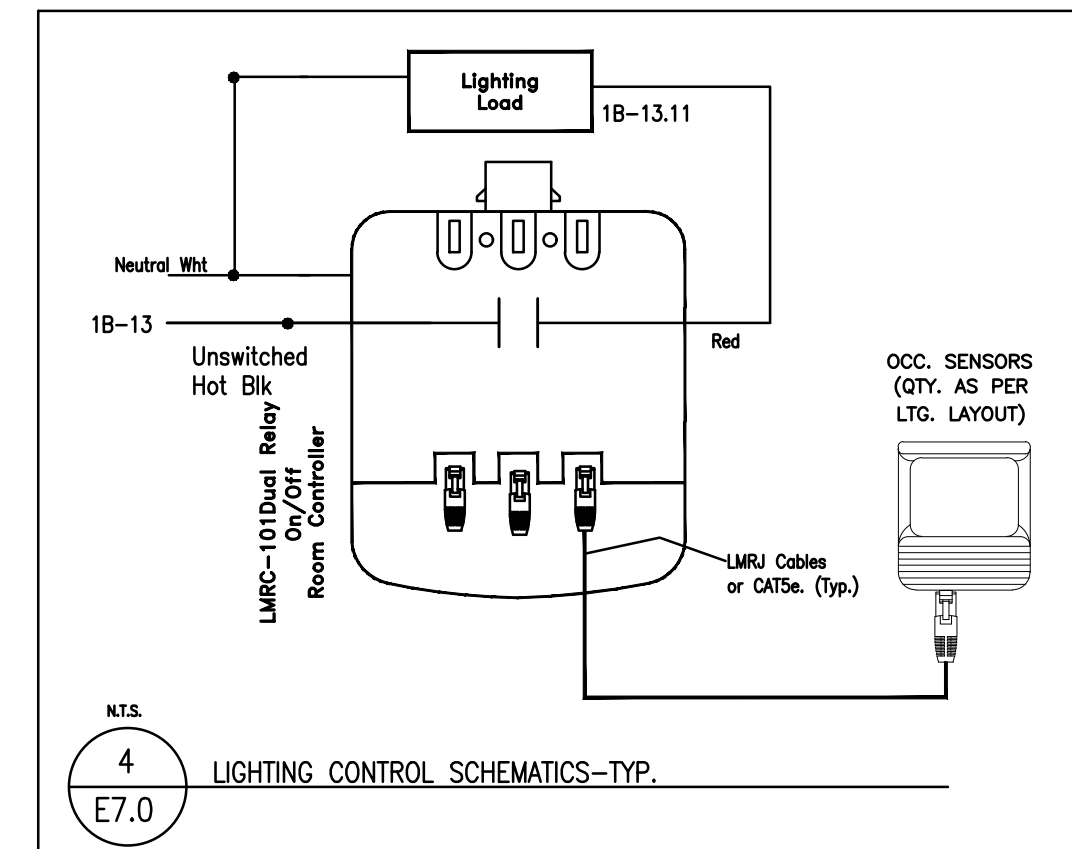 Lighting
Load
1B-13.11
Neutral Wht
1B-13
Unswitched
Hot Blk
Red
LMRC-101Dual Relay
On/Off
Room Controller
OCC. SENSORS
(QTY. AS PER
LTG. LAYOUT)
LMRJ Cables
or CAT5e. (Typ.)
N.T.S.
4
E7.0
LIGHTING CONTROL SCHEMATICS-TYP.